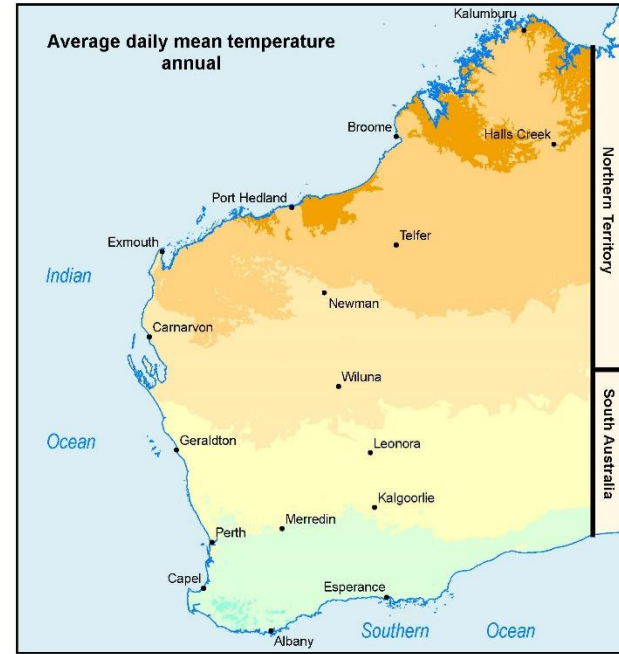 Average daily mean temperature
annual
Kalumburu
Broome
Halls Creek
Northern Territory
Port Hedland
Telfer
Exmouth
Indian
Newman
Carnarvon
Wiluna
South Australia
Ocean
Geraldton
Leonora
Kalgoorlie
Merredin
Perth
Capel
Esperance
Albany
Southern Ocean